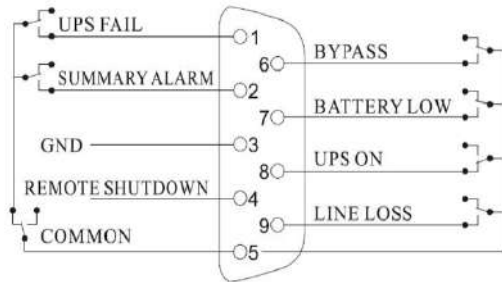 UPS FAIL
1
BYPASS
6
SUMMARY ALARM
2
BATTERY LOW
7
GND
3
UPS ON
8
REMOTE SHUTDOWN
4
LINE LOSS
9
COMMON
5